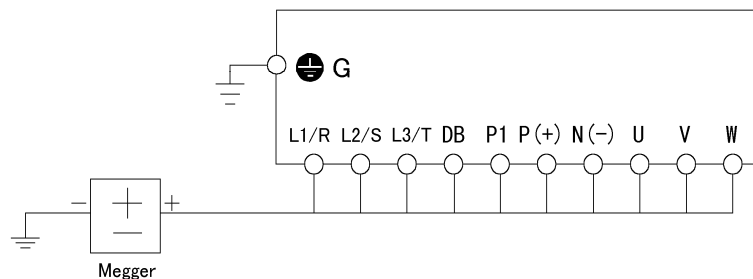 G
L1/R L2/S L3/T DB P1 P(+) N(-) U V W
- + +
-
Megger